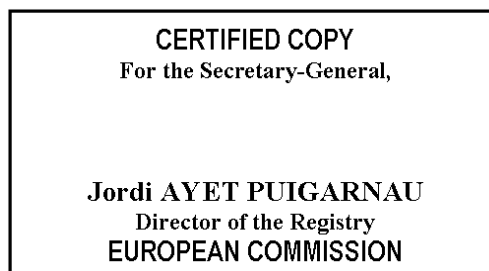 CERTIFIED COPY
For the Secretary-General,
Jordi AYET PUIGARNAU
Director of the Registry
EUROPEAN COMMISSION